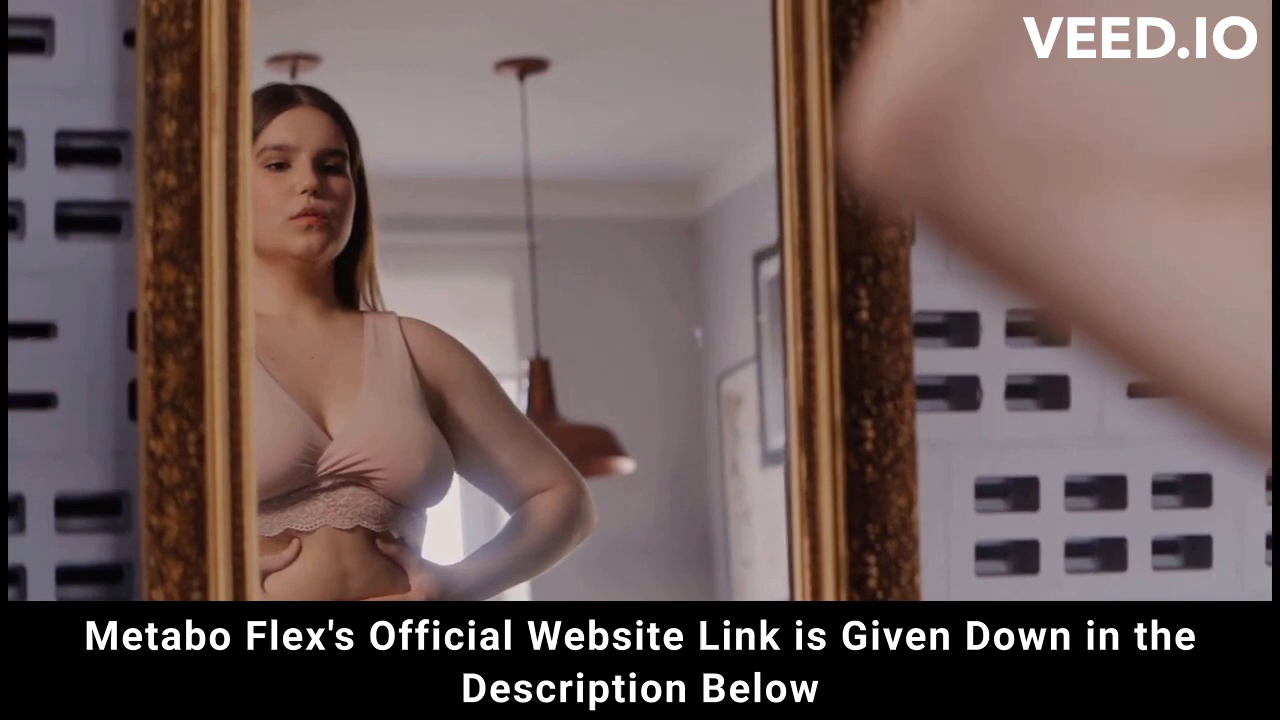 VEED.IO
Metabo Flex's Official Website Link is Given Down in the
Description Below